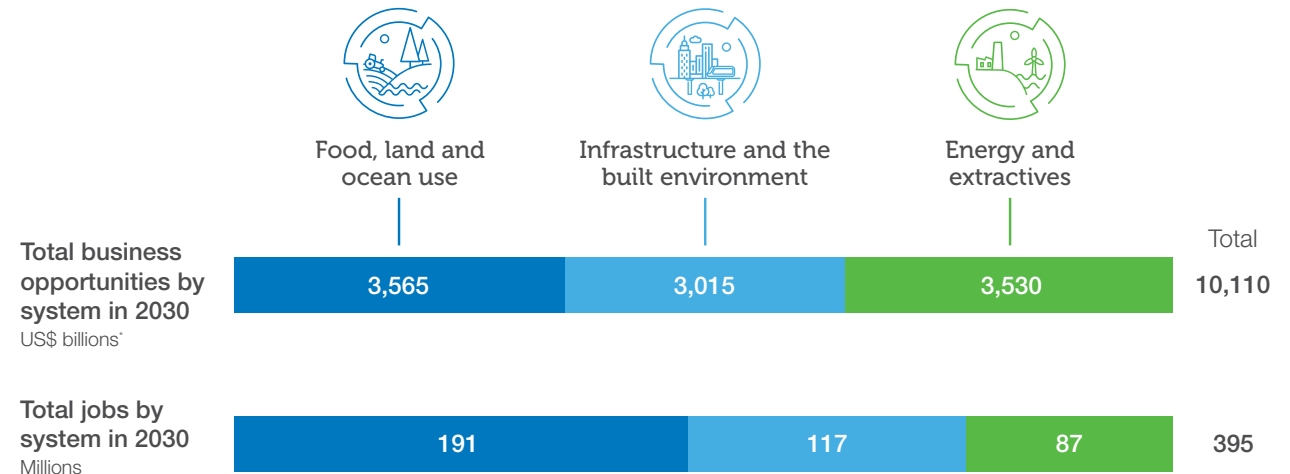 Food, land and
ocean use
Infrastructure and the
built environment
Energy and
extractives
Total business
opportunities by
system in 2030
US$ billions*
3,565
3,015
3,530
Total
10,110
Total jobs by
system in 2030
Millions
191
117
87
395